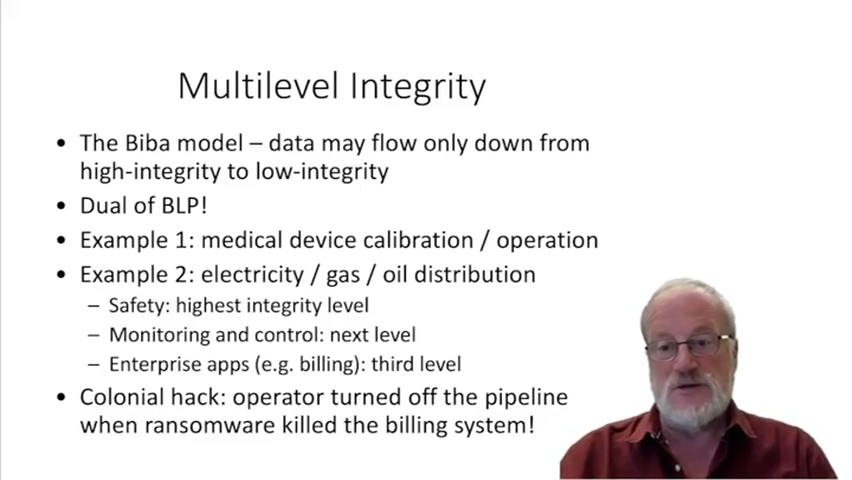 Multilevel Integrity
• The Biba model – data may flow only down from
high-integrity to low-integrity
• Dual of BLP!
• Example 1: medical device calibration / operation
• Example 2: electricity / gas / oil distribution
– Safety: highest integrity level
– Monitoring and control: next level
– Enterprise apps (e.g. billing): third level
• Colonial hack: operator turned off the pipeline
when ransomware killed the billing system!